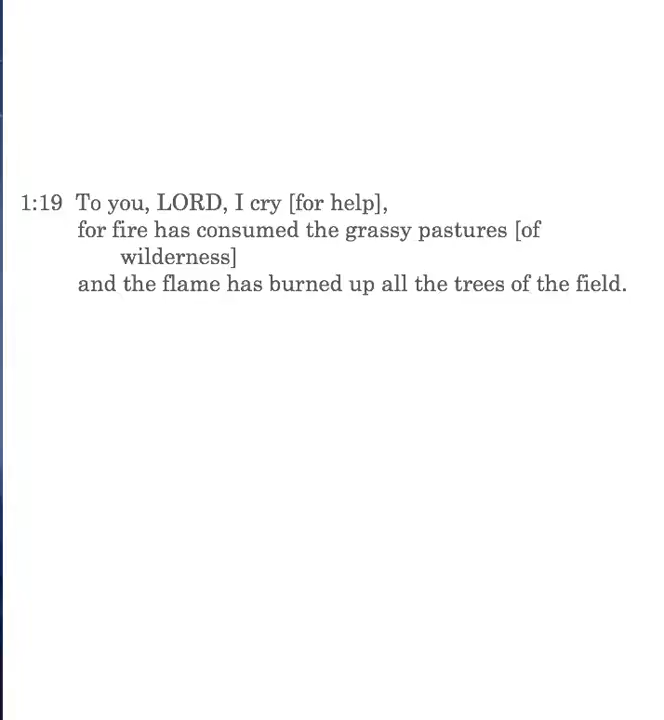 1:19 To you, LORD, I cry [for help],
for fire has consumed the grassy pastures [of
wilderness]
and the flame has burned up all the trees of the field.